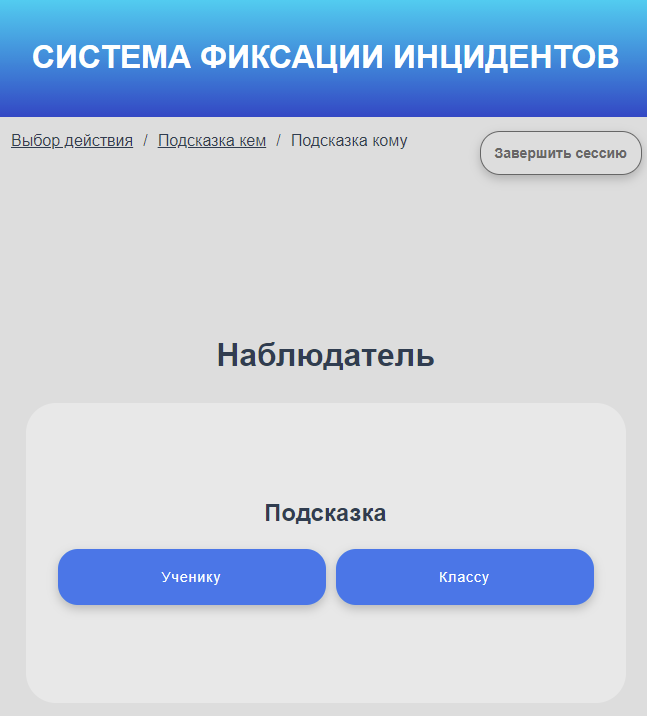 СИСТЕМА ФИКСАЦИИ ИНЦИДЕНТОВ
Выбор действия / Подсказка кем / Подсказка кому
Завершить сессию
Наблюдатель
Подсказка
Ученику
Классу